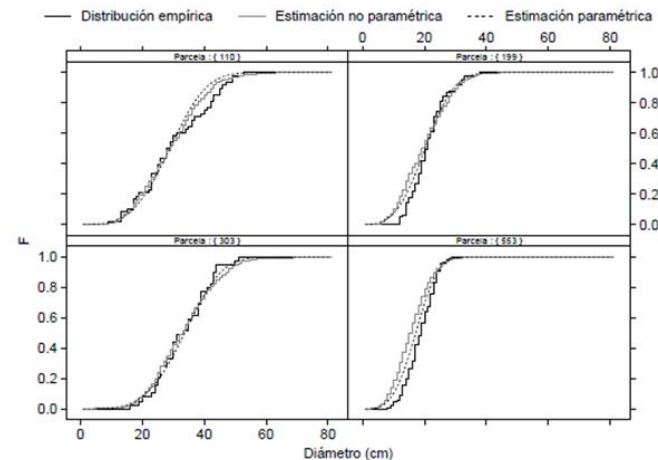 Distribución empírica Estimación no paramétrica Estimación paramétrica
0 20 40 60 80
Parcela : { 110 } Parcela : { 199 }
1.0
0.8
0.6
0.4
0.2
0.0
F
Parcela : { 303 } Parcela : { 553 }
1.0
0.8
0.6
0.4
0.2
0.0
0 20 40 60 80
Diámetro (cm)